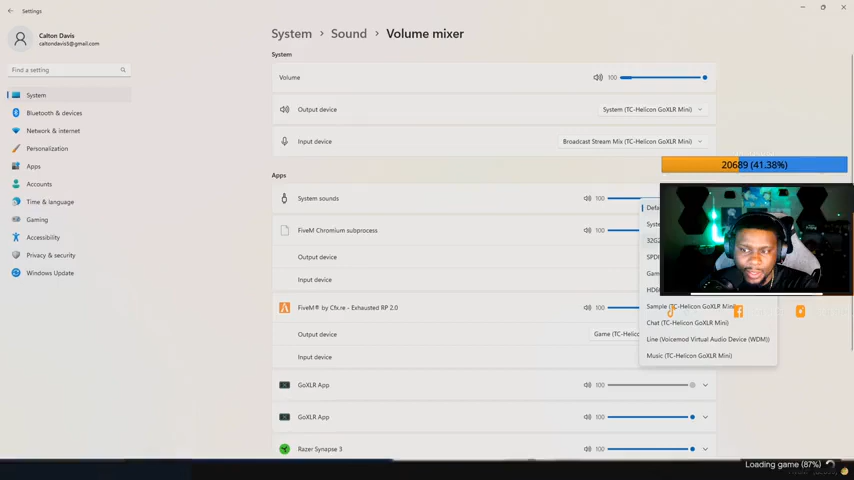 Settings
Calton Davis
caltondavis5@gmail.com
Find a setting
System
Bluetooth & devices
Network & internet
Personalization
Apps
Accounts
Time & language
Gaming
Accessibility
Privacy & security
Windows Update
System > Sound > Volume mixer
System
Volume 100
Output device System (TC-Helicon GoXLR Mini)
Input device Broadcast Stream Mix (TC-Helicon GoXLR Mini)
20689 (41.38%)
Apps
System sounds 100
FiveM Chromium subprocess 100
Output device
Input device
FiveM® by Cfx.re - Exhausted RP 2.0 100
Output device
Input device
GoXLR App 100
GoXLR App 100
Razer Synapse 3 100
Sample (TC-Helicon GoXLR Mini)
Chat (TC-Helicon GoXLR Mini)
Line (Voicemod Virtual Audio Device (WDM))
Music (TC-Helicon GoXLR Mini)
Loading game (87%)